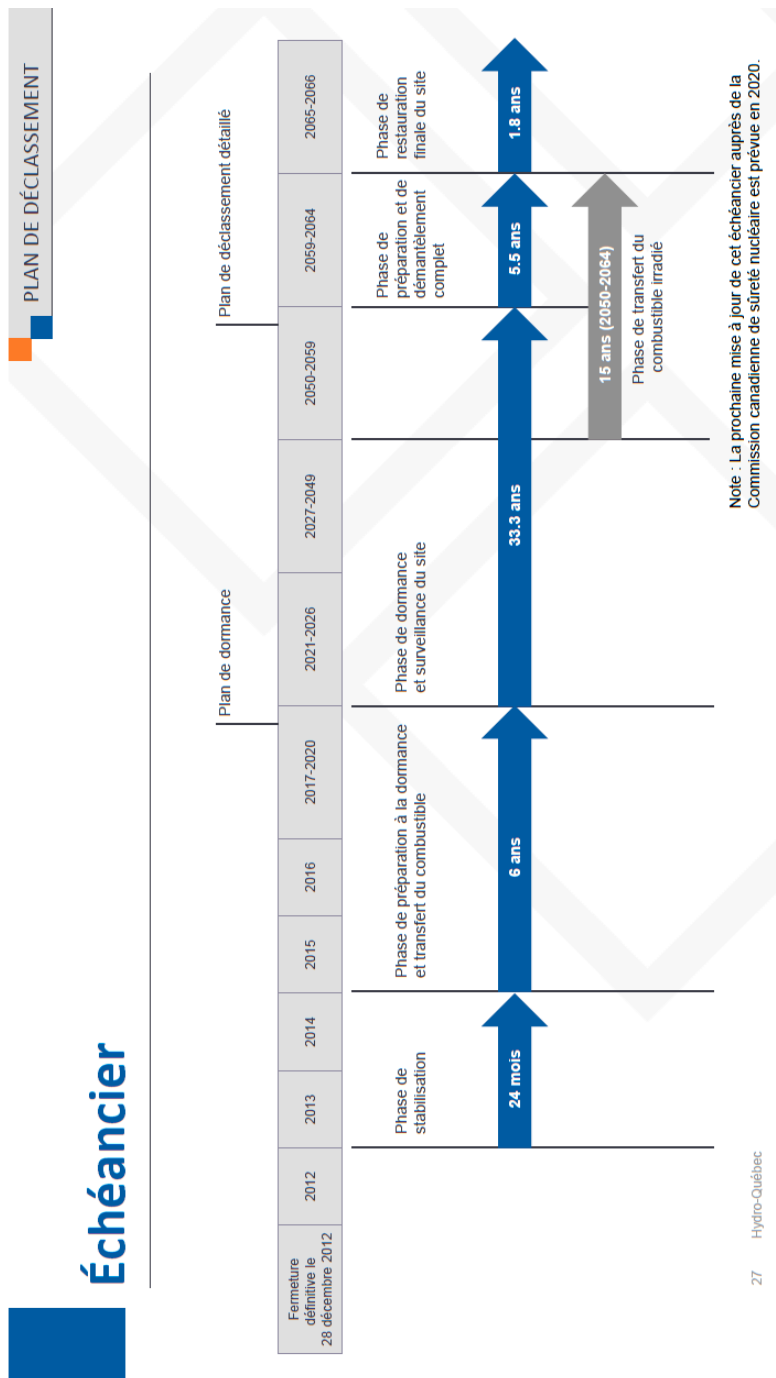 PLAN DE DÉCLASSEMENT
Échéancier
Plan de dormance
Plan de déclassement détaillé
Fermeture
définitive le
28 décembre 2012
2012
2013
2014
2015
2016
2017-2020
2021-2026
2027-2049
2050-2059
2059-2064
2065-2066
Phase de
stabilisation
Phase de préparation à la dormance
et transfert du combustible
Phase de dormance
et surveillance du site
Phase de
préparation et de
démantèlement
complet
Phase de
restauration
finale du site
24 mois
6 ans
33.3 ans
5.5 ans
1.8 ans
15 ans (2050-2064)
Phase de transfert du
combustible irradié
Note : La prochaine mise à jour de cet échéancier auprès de la
Commission canadienne de sûreté nucléaire est prévue en 2020.
27 Hydro-Québec